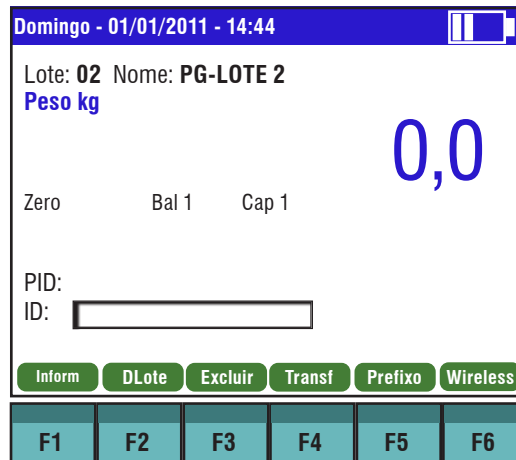 Domingo - 01/01/2011 - 14:44
Lote: 02 Nome: PG-LOTE 2
Peso kg
0,0
Zero Bal 1 Cap 1
PID:
ID:
Inform DLote Excluir Transf Prefixo Wireless
F1 F2 F3 F4 F5 F6